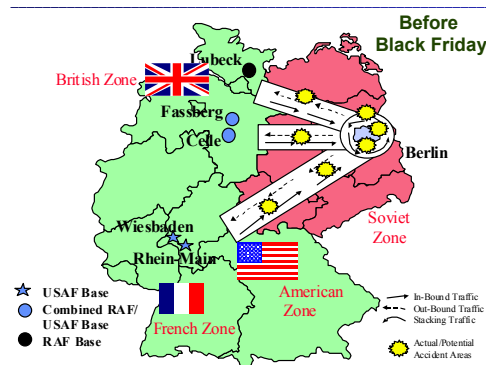 Before
Black Friday
Lubeck
British Zone
Fassberg
Celle
Berlin
Soviet
Zone
Wiesbaden
Rhein-Main
American
Zone
French Zone
USAF Base
Combined RAF/
USAF Base
RAF Base
In-Bound Traffic
Out-Bound Traffic
Stacking Traffic
Actual/Potential
Accident Areas